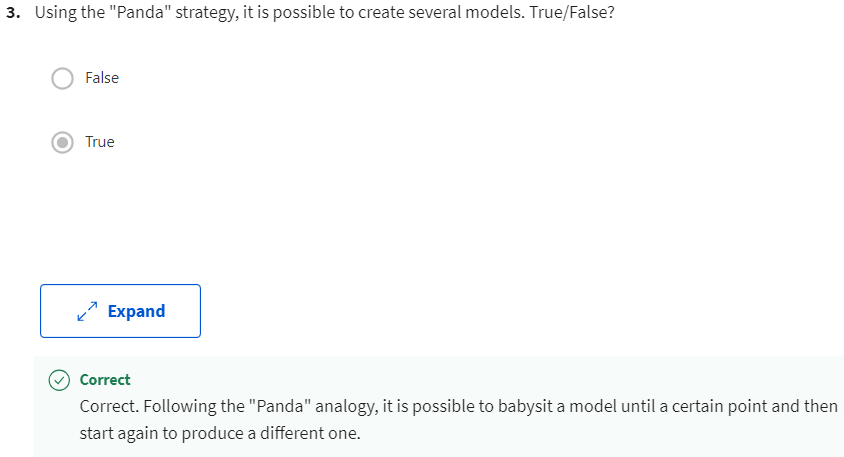 3. Using the "Panda" strategy, it is possible to create several models. True/False?
False
True
Expand
Correct
Correct. Following the "Panda" analogy, it is possible to babysit a model until a certain point and then
start again to produce a different one.